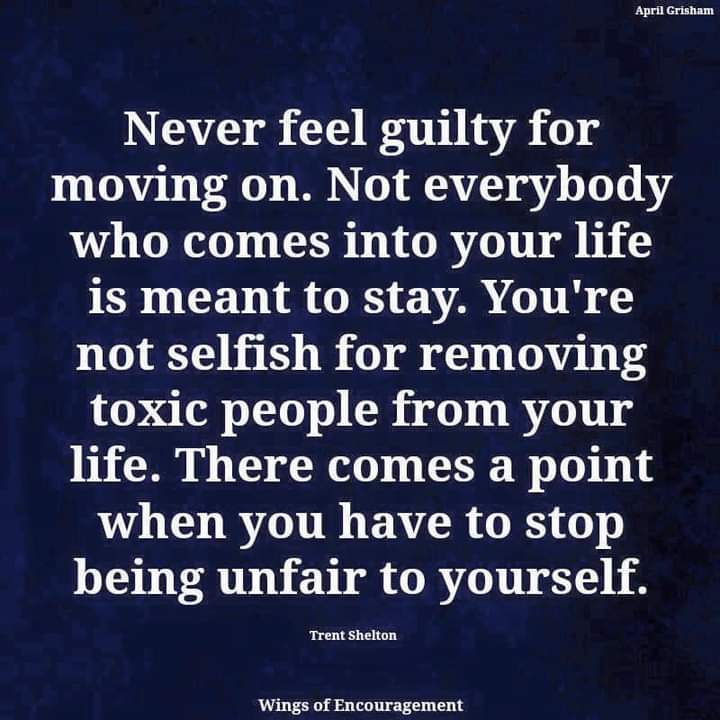 April Grisham
Never feel guilty for
moving on. Not everybody
who comes into your life
is meant to stay. You're
not selfish for removing
toxic people from your
life. There comes a point
when you have to stop
being unfair to yourself.
Trent Shelton
Wings of Encouragement